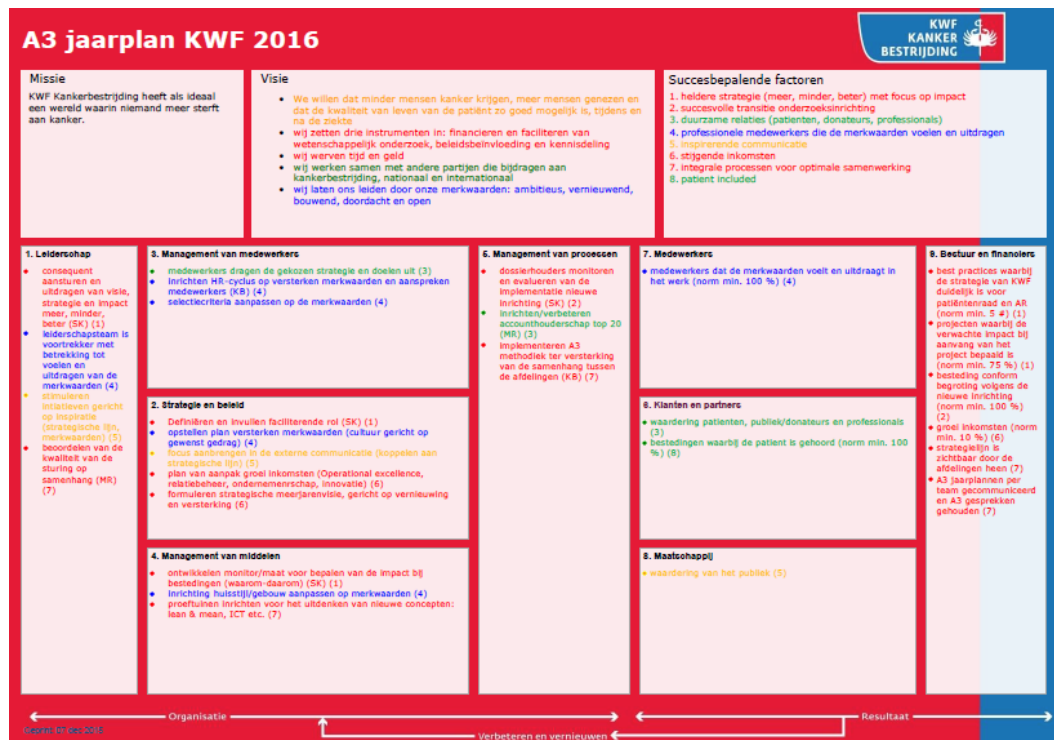 A3 jaarplan KWF 2016
KWF
KANKER
BESTRIJDING
Missie
KWF Kankerbestrijding heeft als ideaal
een wereld waarin niemand meer sterft
aan kanker.
Visie
• We willen dat minder mensen kanker krijgen, meer mensen genezen en
dat de kwaliteit van leven van de patiënt zo goed mogelijk is, tijdens en
na de ziekte
• wij zetten drie instrumenten in: financieren en faciliteren van
wetenschappelijk onderzoek, beleidsbeïnvloeding en kennisdeling
• wij werven tijd en geld
• wij werken samen met andere partijen die bijdragen aan
kankerbestrijding, nationaal en internationaal
• wij laten ons leiden door onze merkwaarden: ambitieus, vernieuwend,
bouwend, doordacht en open
Succesbepalende factoren
1. heldere strategie (meer, minder, beter) met focus op impact
2. succesvolle transitie onderzoeksinrichting
3. duurzame relaties (patienten, donateurs, professionals)
4. professionele medewerkers die de merkwaarden voelen en uitdragen
5. inspirerende communicatie
6. stijgende inkomsten
7. integrale processen voor optimale samenwerking
8. patient included
1. Leiderschap
consequent
aansturen en
uitdragen van visie,
strategie en impact
meer, minder,
beter (SK) (1)
leiderschapsteam is
voortrekker met
betrekking tot
voelen en
uitdragen van de
merkwaarden (4)
stimuleren
intiatieven gericht
op inspiratie
(strategische lijn,
merkwaarden) (5)
beoordelen van de
kwaliteit van de
sturing op
samenhang (MR)
(7)
3. Management van medewerkers
medewerkers dragen de gekozen strategie en doelen uit (3)
inrichten HR-cyclus op versterken merkwaarden en aanspreken
medewerkers (KB) (4)
selectiecriteria aanpassen op de merkwaarden (4)
2. Strategie en beleid
Definiëren en invullen faciliterende rol (SK) (1)
opstellen plan versterken merkwaarden (cultuur gericht op
gewenst gedrag) (4)
focus aanbrengen in de externe communicatie (koppelen aan
strategische lijn) (5)
plan van aanpak groei inkomsten (Operational excellence,
relatiebeheer, ondernemenrschap, innovatie) (6)
formuleren strategische meerjarenvisie, gericht op vernieuwing
en versterking (6)
4. Management van middelen
ontwikkelen monitor/maat voor bepalen van de impact bij
bestedingen (waarom-daarom) (SK) (1)
inrichting huisstijl/gebouw aanpassen op merkwaarden (4)
proeftuinen inrichten voor het uitdenken van nieuwe concepten:
lean & mean, ICT etc. (7)
5. Management van processen
dossierhouders monitoren
en evalueren van de
implementatie nieuwe
inrichting (SK) (2)
inrichten/verbeteren
accounthouderschap top 20
(MR) (3)
implementeren A3
methodiek ter versterking
van de samenhang tussen
de afdelingen (KB) (7)
7. Medewerkers
medewerkers dat de merkwaarden voelt en uitdraagt in
het werk (norm min. 100 %) (4)
6. Klanten en partners
waardering patienten, publiek/donateurs en professionals
(3)
bestedingen waarbij de patient is gehoord (norm min. 100
%) (8)
8. Maatschappij
waardering van het publiek (5)
9. Bestuur en financiers
best practices waarbij
de strategie van KWF
duidelijk is voor
patiëntenraad en AR
(norm min. 5 #) (1)
projecten waarbij de
verwachte impact bij
aanvang van het
project bepaald is
(norm min. 75 %) (1)
besteding conform
begroting volgens de
nieuwe inrichting
(norm min. 100 %)
(2)
groei inkomsten (norm
min. 10 %) (6)
strategielijn is
zichtbaar door de
afdelingen heen (7)
A3 jaarplannen per
team gecommuniceerd
en A3 gesprekken
gehouden (7)
Organisatie
Resultaat
Geprint: 07 dec 2016
Verbeteren en vernieuwen